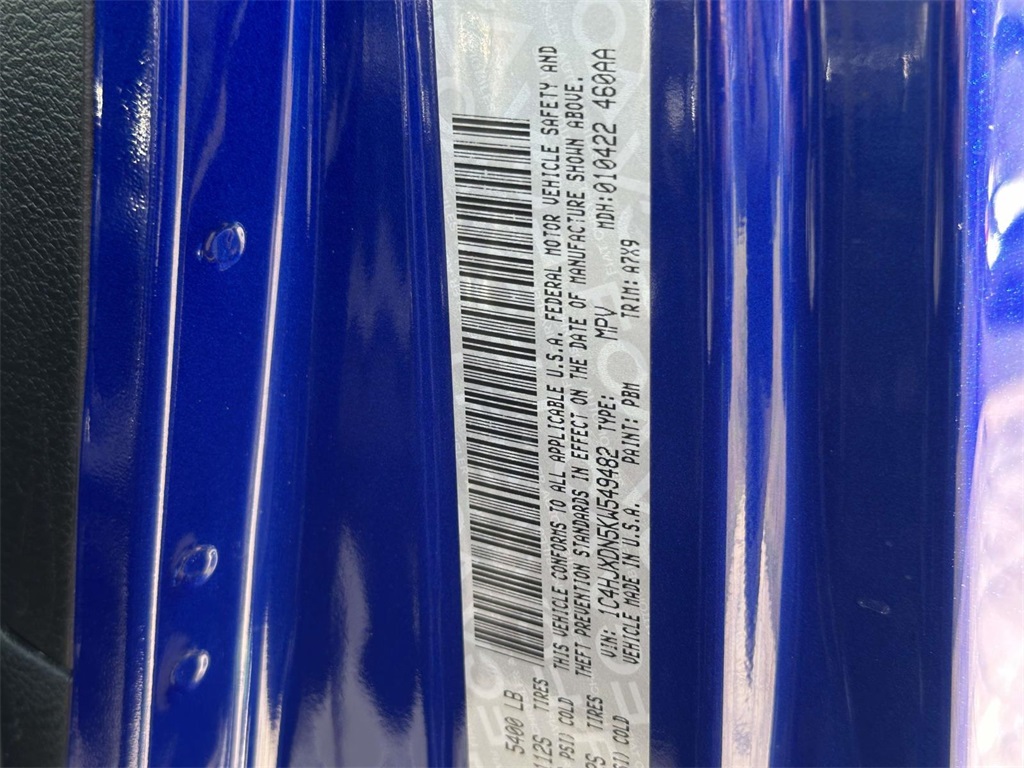 5400 LB
112S TIRES
PSI) COLD
THIS VEHICLE CONFORMS TO ALL APPLICABLE U.S.A. FEDERAL MOTOR VEHICLE SAFETY AND
THEFT PREVENTION STANDARDS IN EFFECT ON THE DATE OF MANUFACTURE SHOWN ABOVE.
TIRES
VIN: 1C4HJXDN5KW549482 TYPE: MPV MDH:010422 460AA
SI) COLD
VEHICLE MADE IN U.S.A. PAINT: PBM TRIM: A7X9